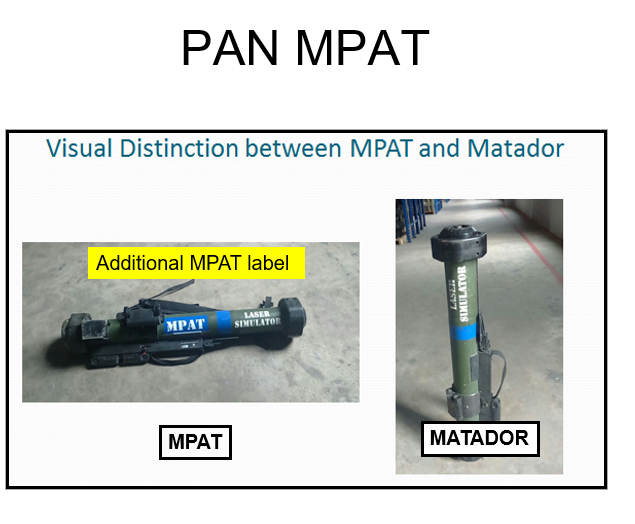 PAN MPAT
Visual Distinction between MPAT and Matador
Additional MPAT label
MPAT
LASER
SIMULATOR
MPAT
LASER
SIMULATOR
MATADOR